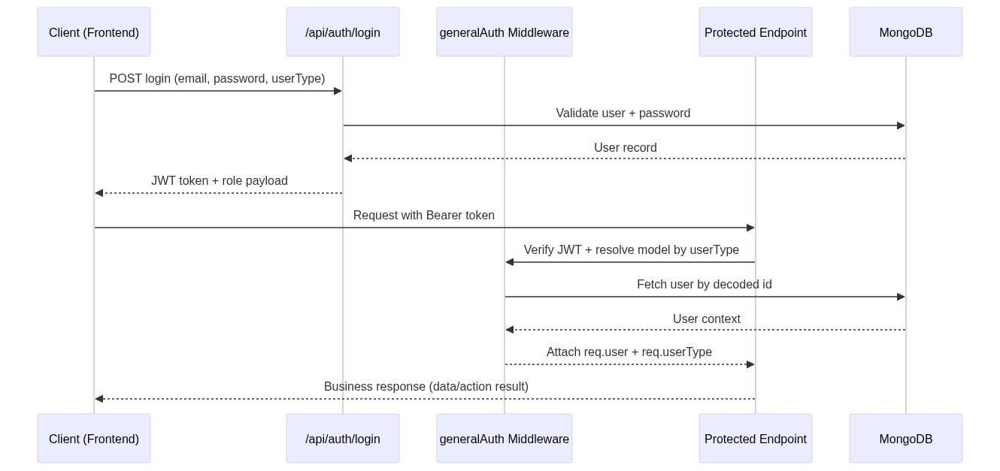 Client (Frontend)
/api/auth/login
generalAuth Middleware
Protected Endpoint
MongoDB
POST login (email, password, userType)
Validate user + password
User record
JWT token + role payload
Request with Bearer token
Verify JWT + resolve model by userType
Fetch user by decoded id
User context
Attach req.user + req.userType
Business response (data/action result)
Client (Frontend)
/api/auth/login
generalAuth Middleware
Protected Endpoint
MongoDB